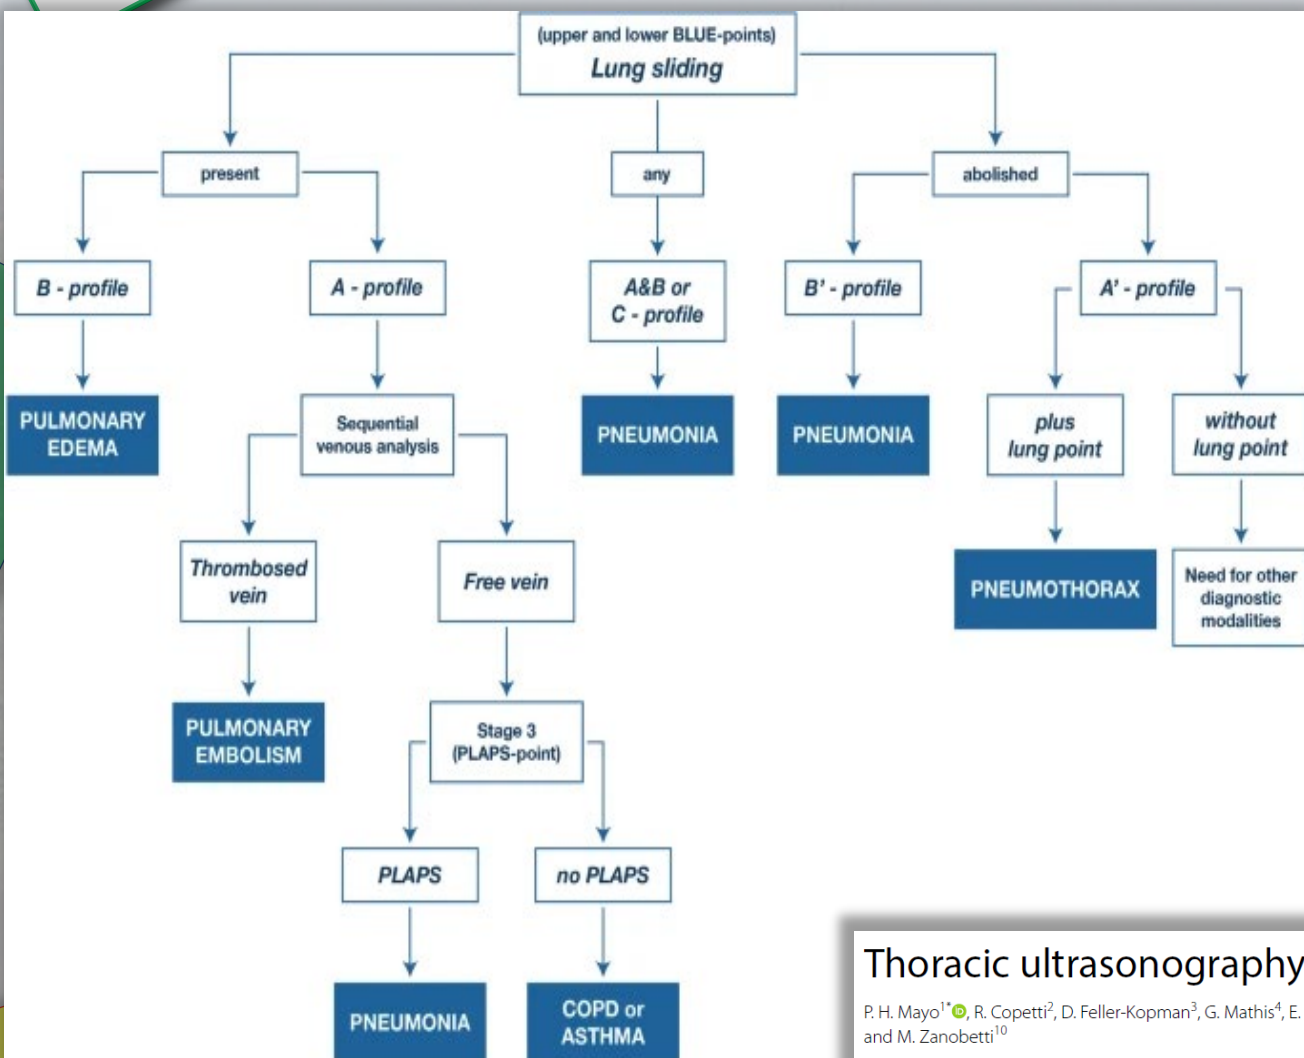 (upper and lower BLUE-points)
Lung sliding
present
any
abolished
B - profile
A - profile
A&B or
C - profile
B' - profile
A' - profile
PULMONARY
EDEMA
Sequential
venous analysis
PNEUMONIA
PNEUMONIA
plus
lung point
without
lung point
Thrombosed
vein
Free vein
PNEUMOTHORAX
Need for other
diagnostic
modalities
PULMONARY
EMBOLISM
Stage 3
(PLAPS-point)
PLAPS
no PLAPS
PNEUMONIA
COPD or
ASTHMA
Thoracic ultrasonography
P. H. Mayo1*, R. Copetti2, D. Feller-Kopman3, G. Mathis4, E.
and M. Zanobetti10